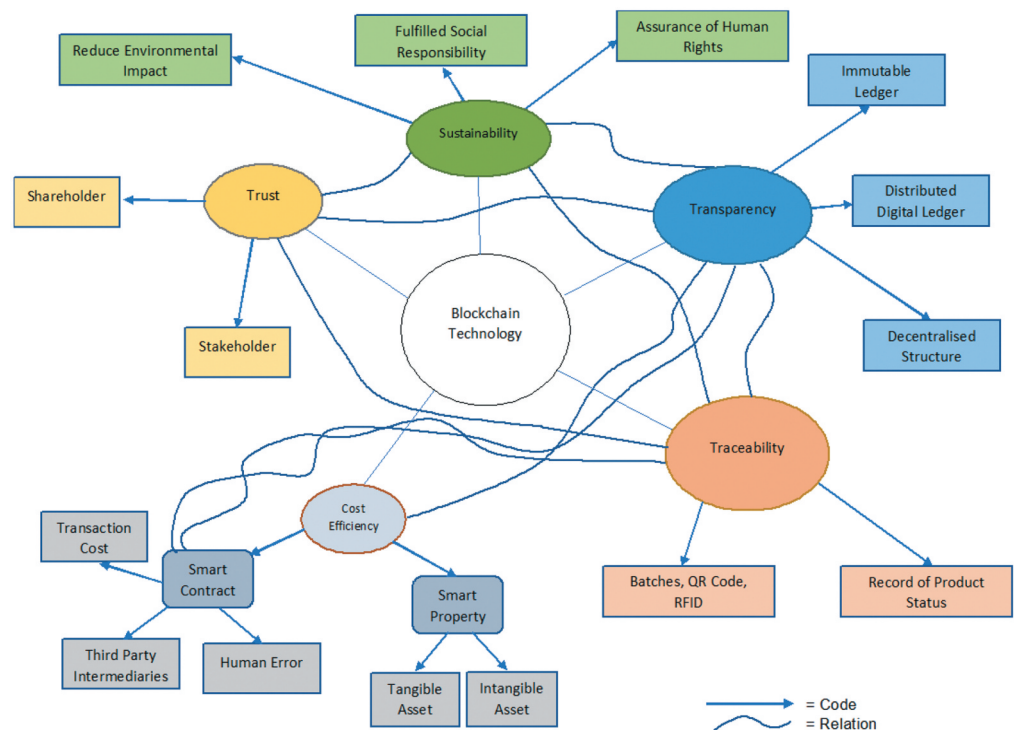 Reduce Environmental
Impact
Fulfilled Social
Responsibility
Assurance of Human
Rights
Immutable
Ledger
Sustainability
Shareholder
Trust
Transparency
Distributed
Digital Ledger
Blockchain
Technology
Stakeholder
Decentralised
Structure
Traceability
Cost
Efficiency
Transaction
Cost
Smart
Contract
Smart
Property
Batches, QR Code,
RFID
Record of Product
Status
Third Party
Intermediaries
Human Error
Tangible
Asset
Intangible
Asset
= Code
= Relation